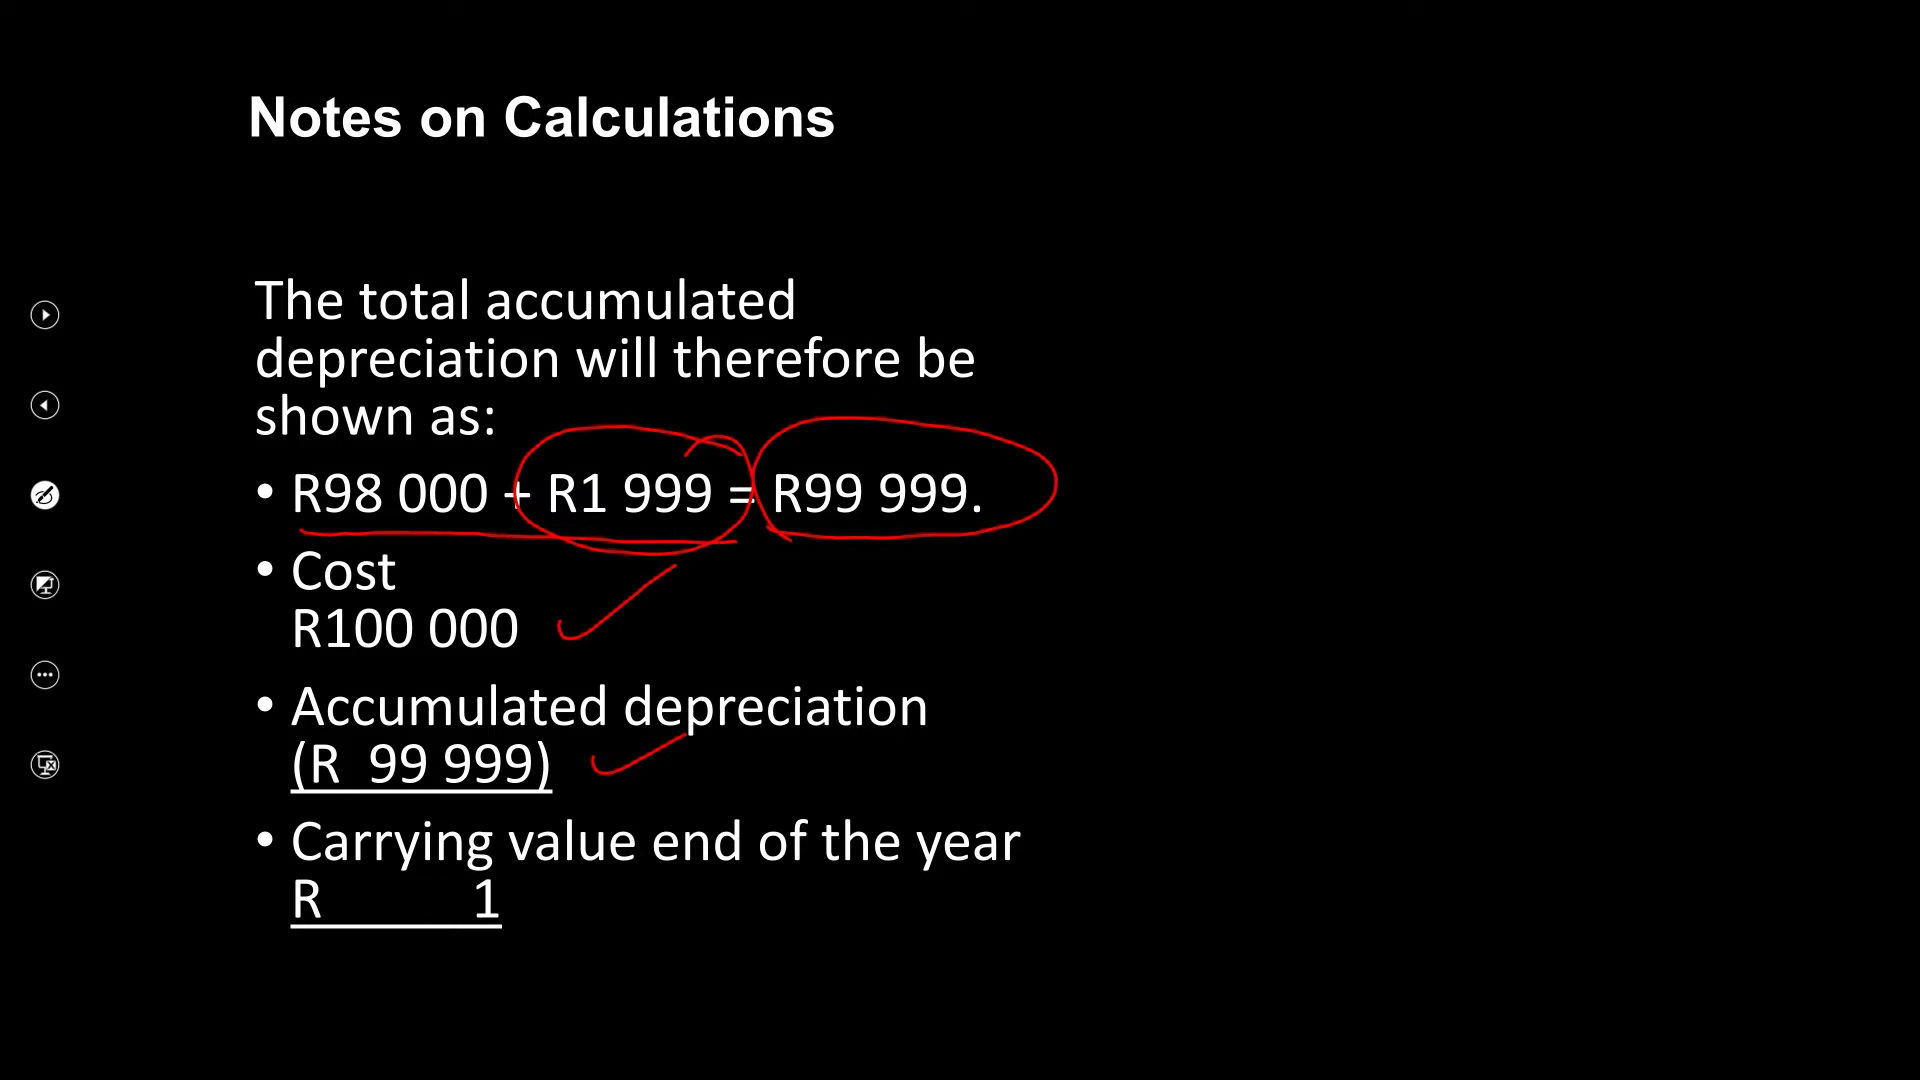 Notes on Calculations
The total accumulated
depreciation will therefore be
shown as:
• R98 000 + R1 999 = R99 999.
• Cost
R100 000
• Accumulated depreciation
(R  99 999)
• Carrying value end of the year
R          1